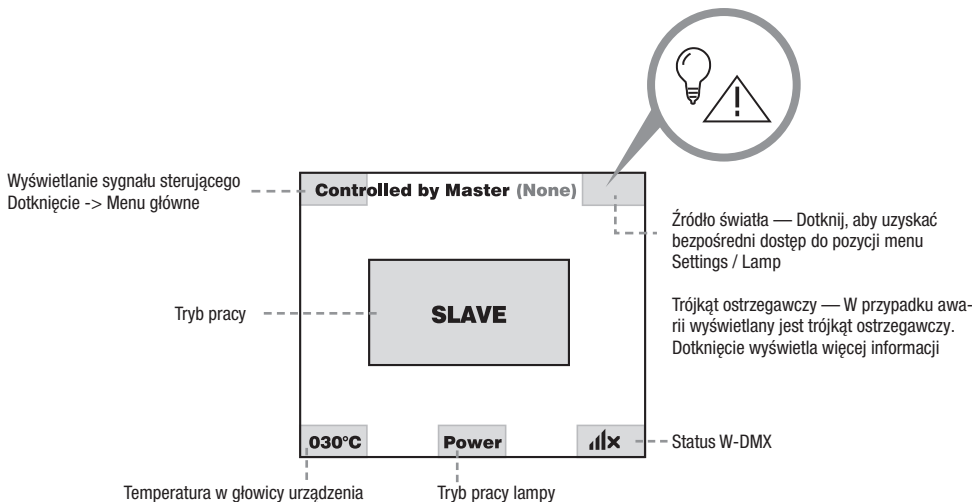 Wyświetlanie sygnału sterującego
Dotknięcie -> Menu główne
Controlled by Master (None)
Źródło światła — Dotknij, aby uzyskać
bezpośredni dostęp do pozycji menu
Settings / Lamp
Tryb pracy
SLAVE
Trójkąt ostrzegawczy — W przypadku awa-
rii wyświetlany jest trójkąt ostrzegawczy.
Dotknięcie wyświetla więcej informacji
030°C
Power
Status W-DMX
Temperatura w głowicy urządzenia
Tryb pracy lampy